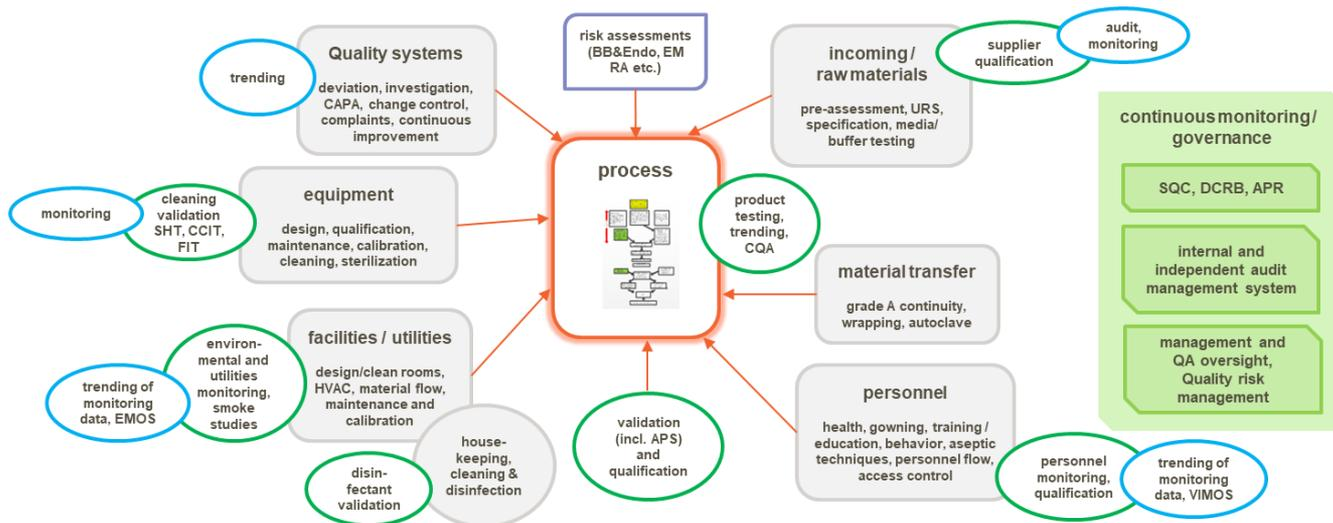 trending
Quality systems
deviation, investigation,
CAPA, change control,
complaints, continuous
improvement
risk assessments
(BB&Endo, EM
RA etc.)
incoming /
raw materials
pre-assessment, URS,
specification, media/
buffer testing
supplier
qualification
audit,
monitoring
monitoring
cleaning
validation
SHT, CCIT,
FIT
equipment
design, qualification,
maintenance, calibration,
cleaning, sterilization
process
product
testing,
trending,
CQA
material transfer
grade A continuity,
wrapping, autoclave
trending of
monitoring
data, EMOS
environ-
mental and
utilities
monitoring,
smoke
studies
facilities / utilities
design/clean rooms,
HVAC, material flow,
maintenance and
calibration
house-
keeping,
cleaning &
disinfection
disin-
fectant
validation
validation
(incl. APS)
and
qualification
personnel
health, gowning, training /
education, behavior, aseptic
techniques, personnel flow,
access control
personnel
monitoring,
qualification
trending of
monitoring
data, VIMOS
continuous monitoring/
governance
SQC, DCRB, APR
internal and
independent audit
management system
management and
QA oversight,
Quality risk
management